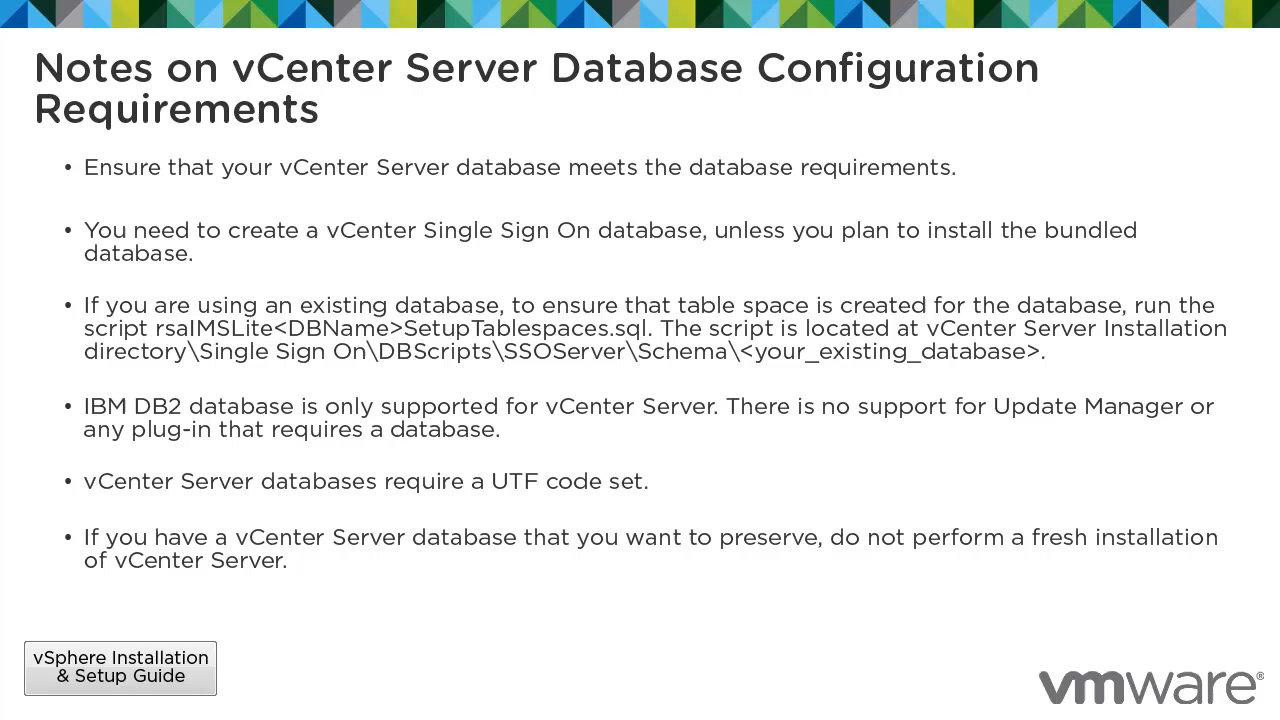 Notes on vCenter Server Database Configuration
Requirements
• Ensure that your vCenter Server database meets the database requirements.
• You need to create a vCenter Single Sign On database, unless you plan to install the bundled
database.
• If you are using an existing database, to ensure that table space is created for the database, run the
script rsaIMSLite<DBName>SetupTablespaces.sql. The script is located at vCenter Server Installation
directory\Single Sign On\DBScripts\SSOServer\Schema\<your_existing_database>.
• IBM DB2 database is only supported for vCenter Server. There is no support for Update Manager or
any plug-in that requires a database.
• vCenter Server databases require a UTF code set.
• If you have a vCenter Server database that you want to preserve, do not perform a fresh installation
of vCenter Server.
vSphere Installation
& Setup Guide
vmware®